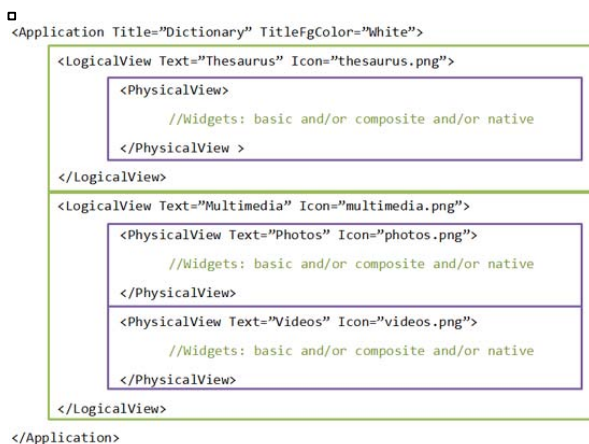 <Application Title=”Dictionary” TitleFgColor=”White”>
<LogicalView Text=”Thesaurus” Icon=”thesaurus.png”>
<PhysicalView>
//Widgets: basic and/or composite and/or native
</PhysicalView >
</LogicalView>
<LogicalView Text=”Multimedia” Icon=”multimedia.png”>
<PhysicalView Text=”Photos” Icon=”photos.png”>
//Widgets: basic and/or composite and/or native
</PhysicalView>
<PhysicalView Text=”Videos” Icon=”videos.png”>
//Widgets: basic and/or composite and/or native
</PhysicalView>
</LogicalView>
</Application>